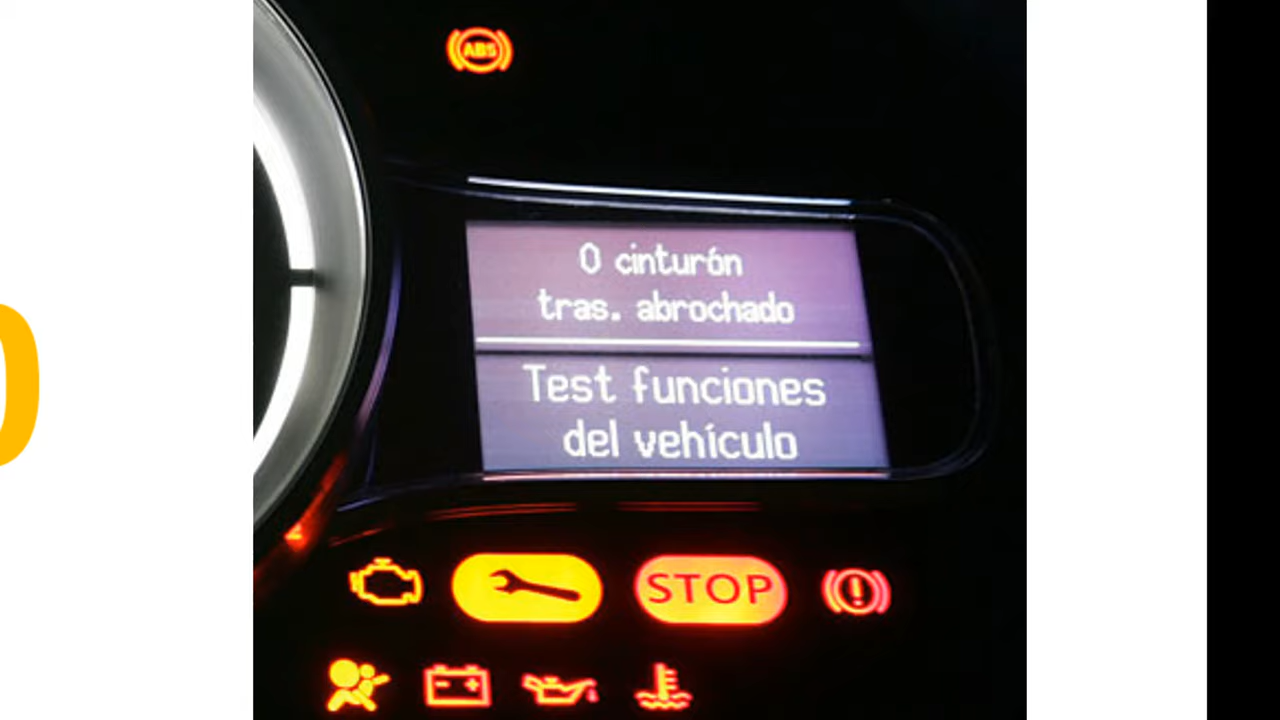 ABS
0 cinturón
tras. abrochado
Test funciones
del vehículo
STOP